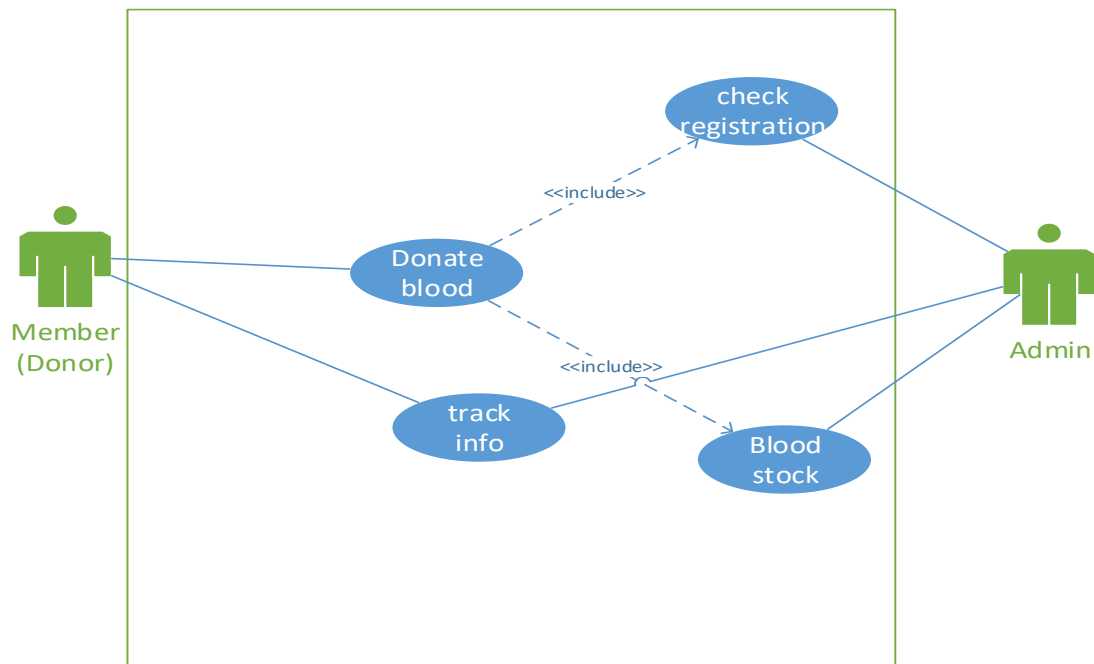 check
registration
<<include>>
Donate
blood
Member
(Donor)
Admin
<<include>>
track
info
Blood
stock